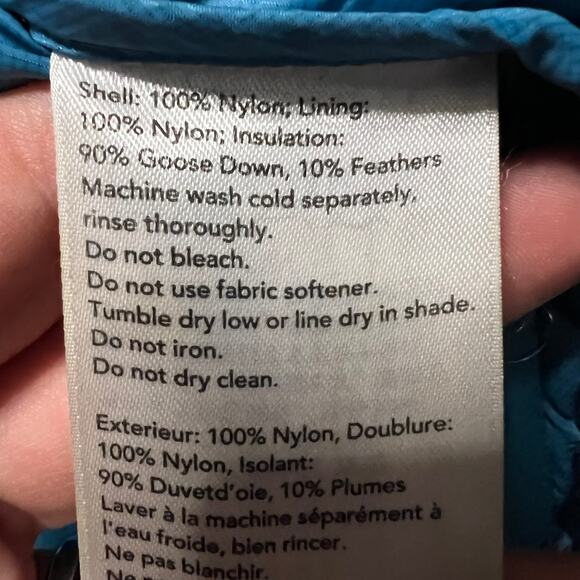 Shell: 100% Nylon; Lining:
100% Nylon; Insulation:
90% Goose Down, 10% Feathers
Machine wash cold separately,
rinse thoroughly.
Do not bleach.
Do not use fabric softener.
Tumble dry low or line dry in shade.
Do not iron.
Do not dry clean.
Exterieur: 100% Nylon, Doublure:
100% Nylon, Isolant:
90% Duvetd'oie, 10% Plumes
Laver à la machine séparément à
l'eau froide, bien rincer.
Ne pas blanchir.
Ne